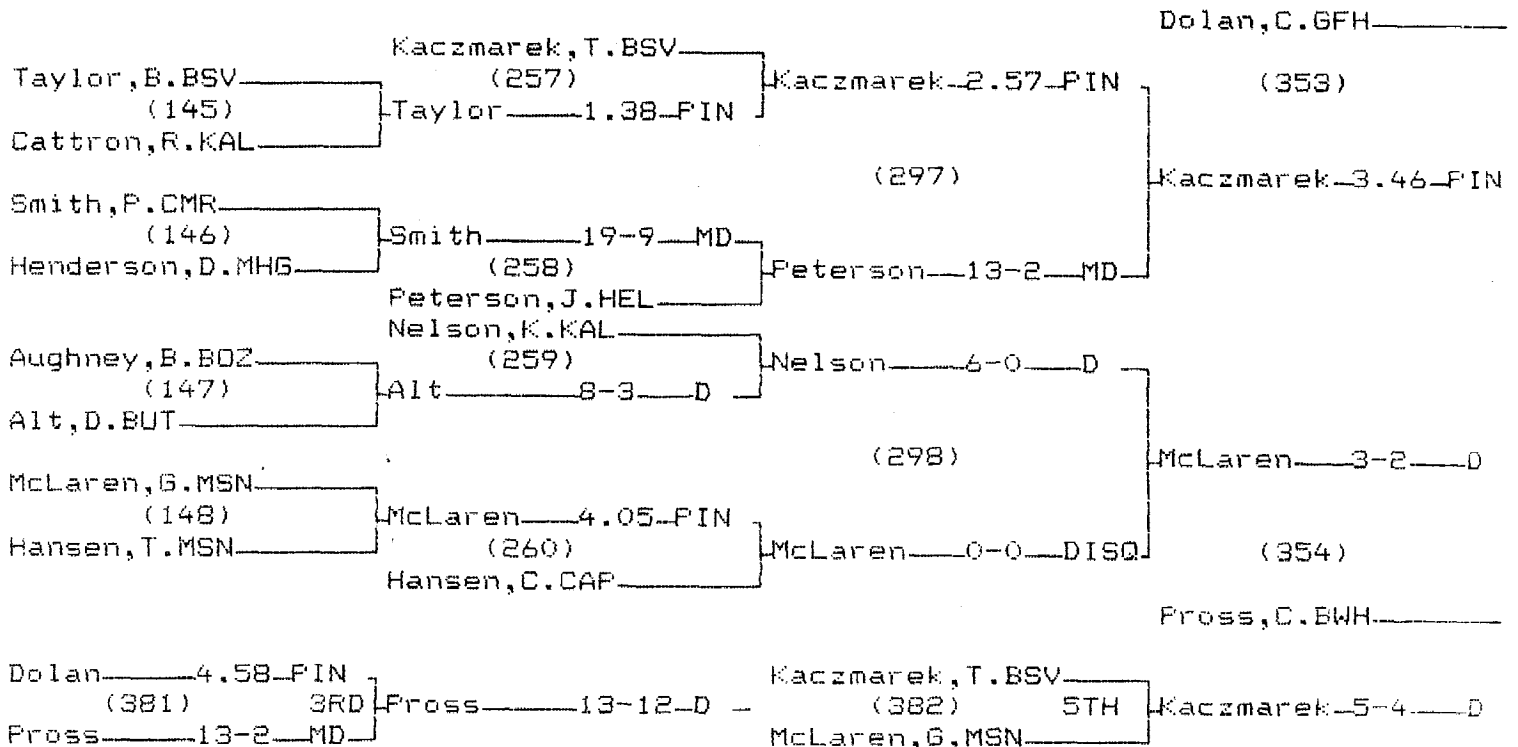 Dolan,C.GFH
Kaczmarek,T.BSV
Taylor,B.BSV (257) Kaczmarek 2.57 PIN (353)
(145) Taylor 1.38 PIN
Cattron,R.KAL
(297) Kaczmarek 3.46 PIN
Smith,P.CMR
(146) Smith 19-9 MD
Henderson,D.MHG (258) Peterson 13-2 MD
Peterson,J.HEL
Nelson,K.KAL
Aughney,B.BOZ (259) Nelson 6-0 D
(147) Alt 8-3 D
Alt,D.BUT
(298) McLaren 3-2 D
McLaren,G.MSN
(148) McLaren 4.05 PIN
Hansen,T.MSN (260) McLaren 0-0 DISQ (354)
Hansen,C.CAP
Pross,C.BWH
Dolan 4.58 PIN Kaczmarek,T.BSV
(381) 3RD Pross 13-12 D (382) 5TH Kaczmarek 5-4 D
Pross 13-2 MD McLaren,G.MSN